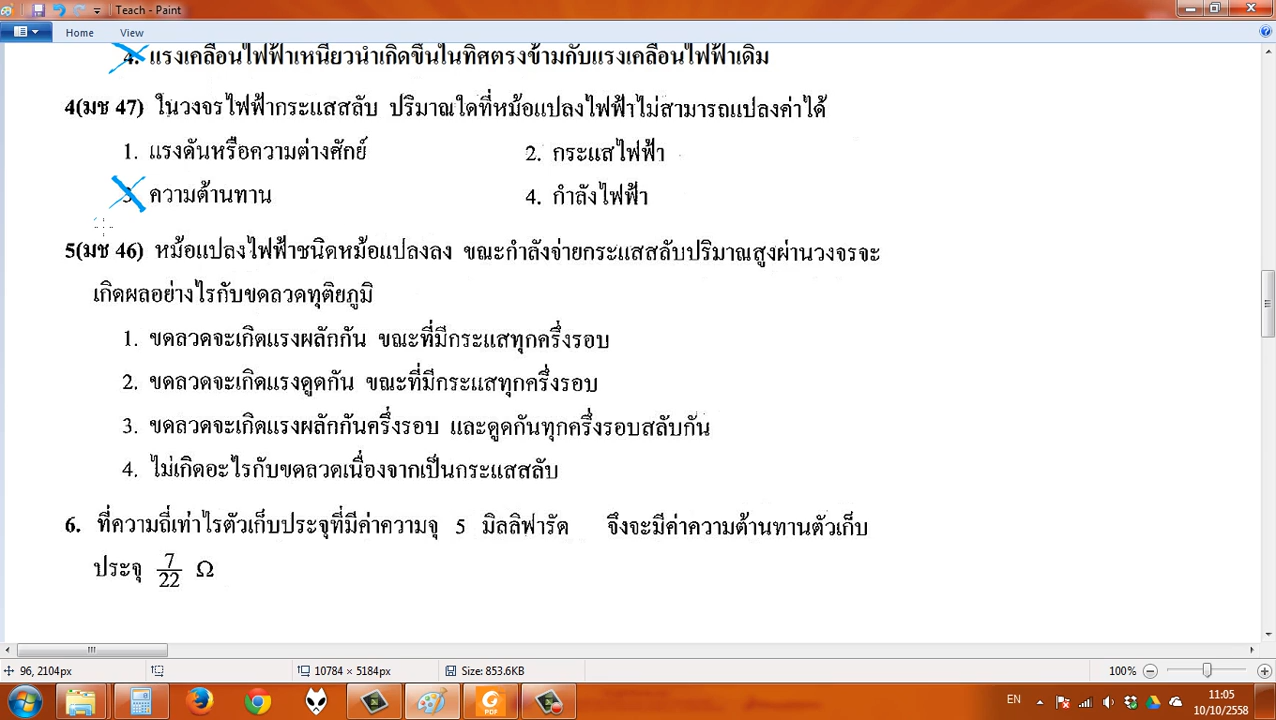 Teach - Paint
Home View
4. แรงเคลื่อนไฟฟ้าเหนี่ยวนำเกิดขึ้นในทิศตรงข้ามกับแรงเคลื่อนไฟฟ้าเดิม
4(มช 47) ในวงจรไฟฟ้ากระแสสลับ ปริมาณใดที่หม้อแปลงไฟฟ้าไม่สามารถแปลงค่าได้
1. แรงดันหรือความต่างศักย์ 2. กระแสไฟฟ้า
3 ความต้านทาน 4. กำลังไฟฟ้า
5(มช 46) หม้อแปลงไฟฟ้าชนิดหม้อแปลงลง ขณะกำลังจ่ายกระแสสลับปริมาณสูงผ่านวงจรจะ
เกิดผลอย่างไรกับขดลวดทุติยภูมิ
1. ขดลวดจะเกิดแรงผลักกัน ขณะที่มีกระแสทุกครึ่งรอบ
2. ขดลวดจะเกิดแรงดูดกัน ขณะที่มีกระแสทุกครึ่งรอบ
3. ขดลวดจะเกิดแรงผลักกันครึ่งรอบ และดูดกันทุกครึ่งรอบสลับกัน
4. ไม่เกิดอะไรกับขดลวดเนื่องจากเป็นกระแสสลับ
6. ที่ความถี่เท่าไรตัวเก็บประจุที่มีค่าความจุ 5 มิลลิฟารัด จึงจะมีค่าความต้านทานตัวเก็บ
ประจุ 7/22 Ω
96, 2104px 10784 × 5184px Size: 853.6KB 100%
PDF EN 11:05
10/10/2558